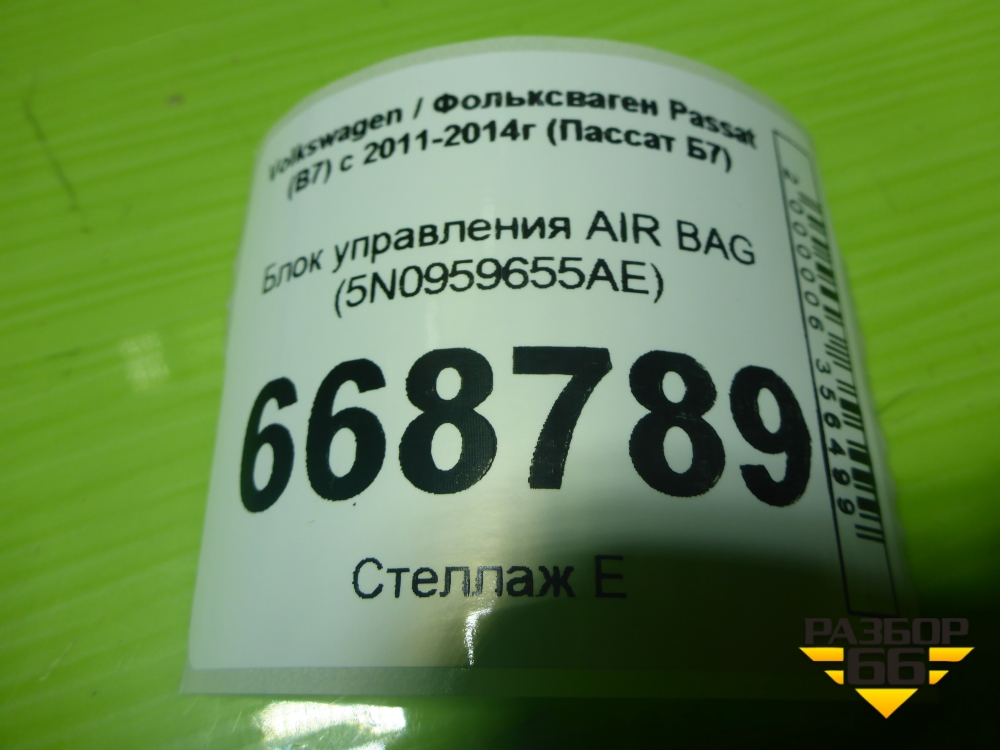 Volkswagen / Фольксваген Passat
(B7) с 2011-2014г (Пассат Б7)
Блок управления AIR BAG
(5N0959655AE)
668789
Стеллаж Е
2000006356499
РАЗБОР
66